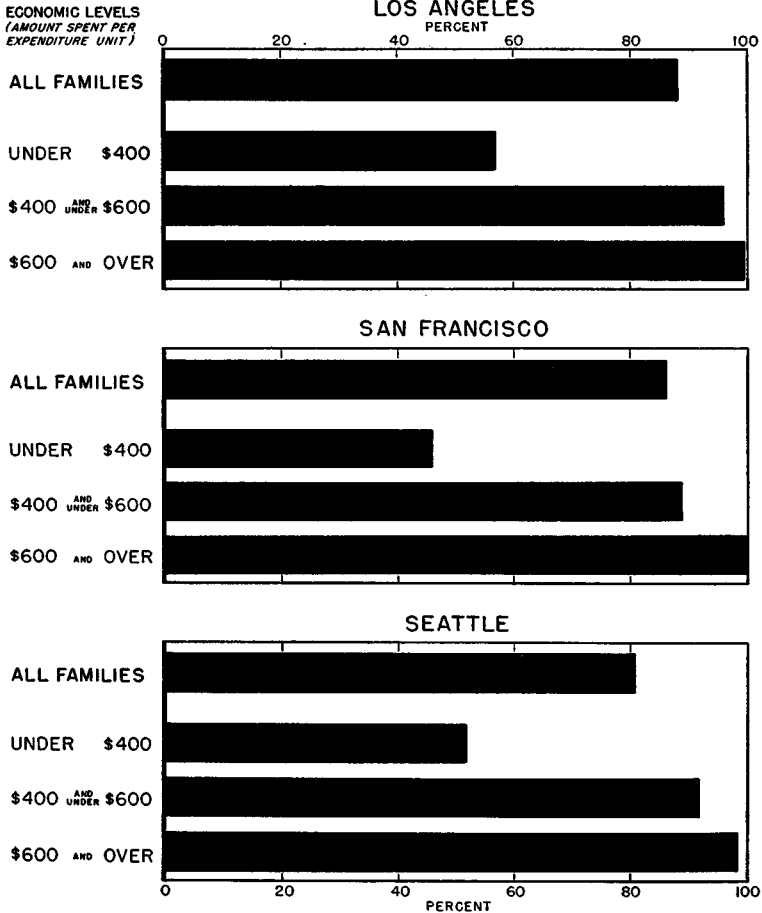 LOS ANGELES
ECONOMIC LEVELS
(AMOUNT SPENT PER
EXPENDITURE UNIT)
PERCENT
0 20 40 60 80 100
ALL FAMILIES
UNDER $400
$400 AND UNDER $600
$600 AND OVER
SAN FRANCISCO
ALL FAMILIES
UNDER $400
$400 AND UNDER $600
$600 AND OVER
SEATTLE
ALL FAMILIES
UNDER $400
$400 AND UNDER $600
$600 AND OVER
0 20 40 60 80 100
PERCENT